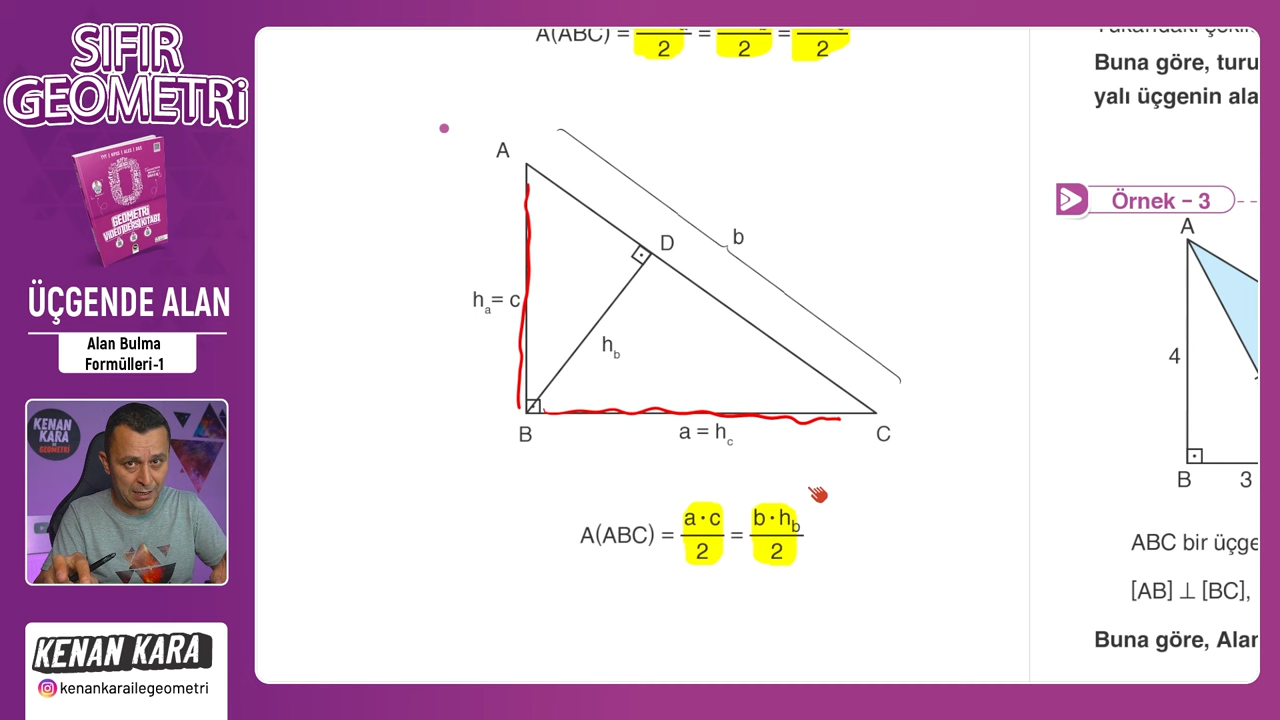 SIFIR
GEOMETRİ
GEOMETRİ
VİDEO DERS KİTABI
ÜÇGENDE ALAN
Alan Bulma
Formülleri-1
KENAN
KARA
GEOMETRİ
KENAN KARA
kenankarailegeometri
A(ABC) = 2 = 2 = 2
A
D
b
hₐ= c
h_b
B
a = h_c
C
A(ABC) = a·c/2 = b·h_b/2
Buna göre, turu
yalı üçgenin ala
Örnek – 3
A
4
B
3
ABC bir üçge
[AB] ⊥ [BC],
Buna göre, Alan